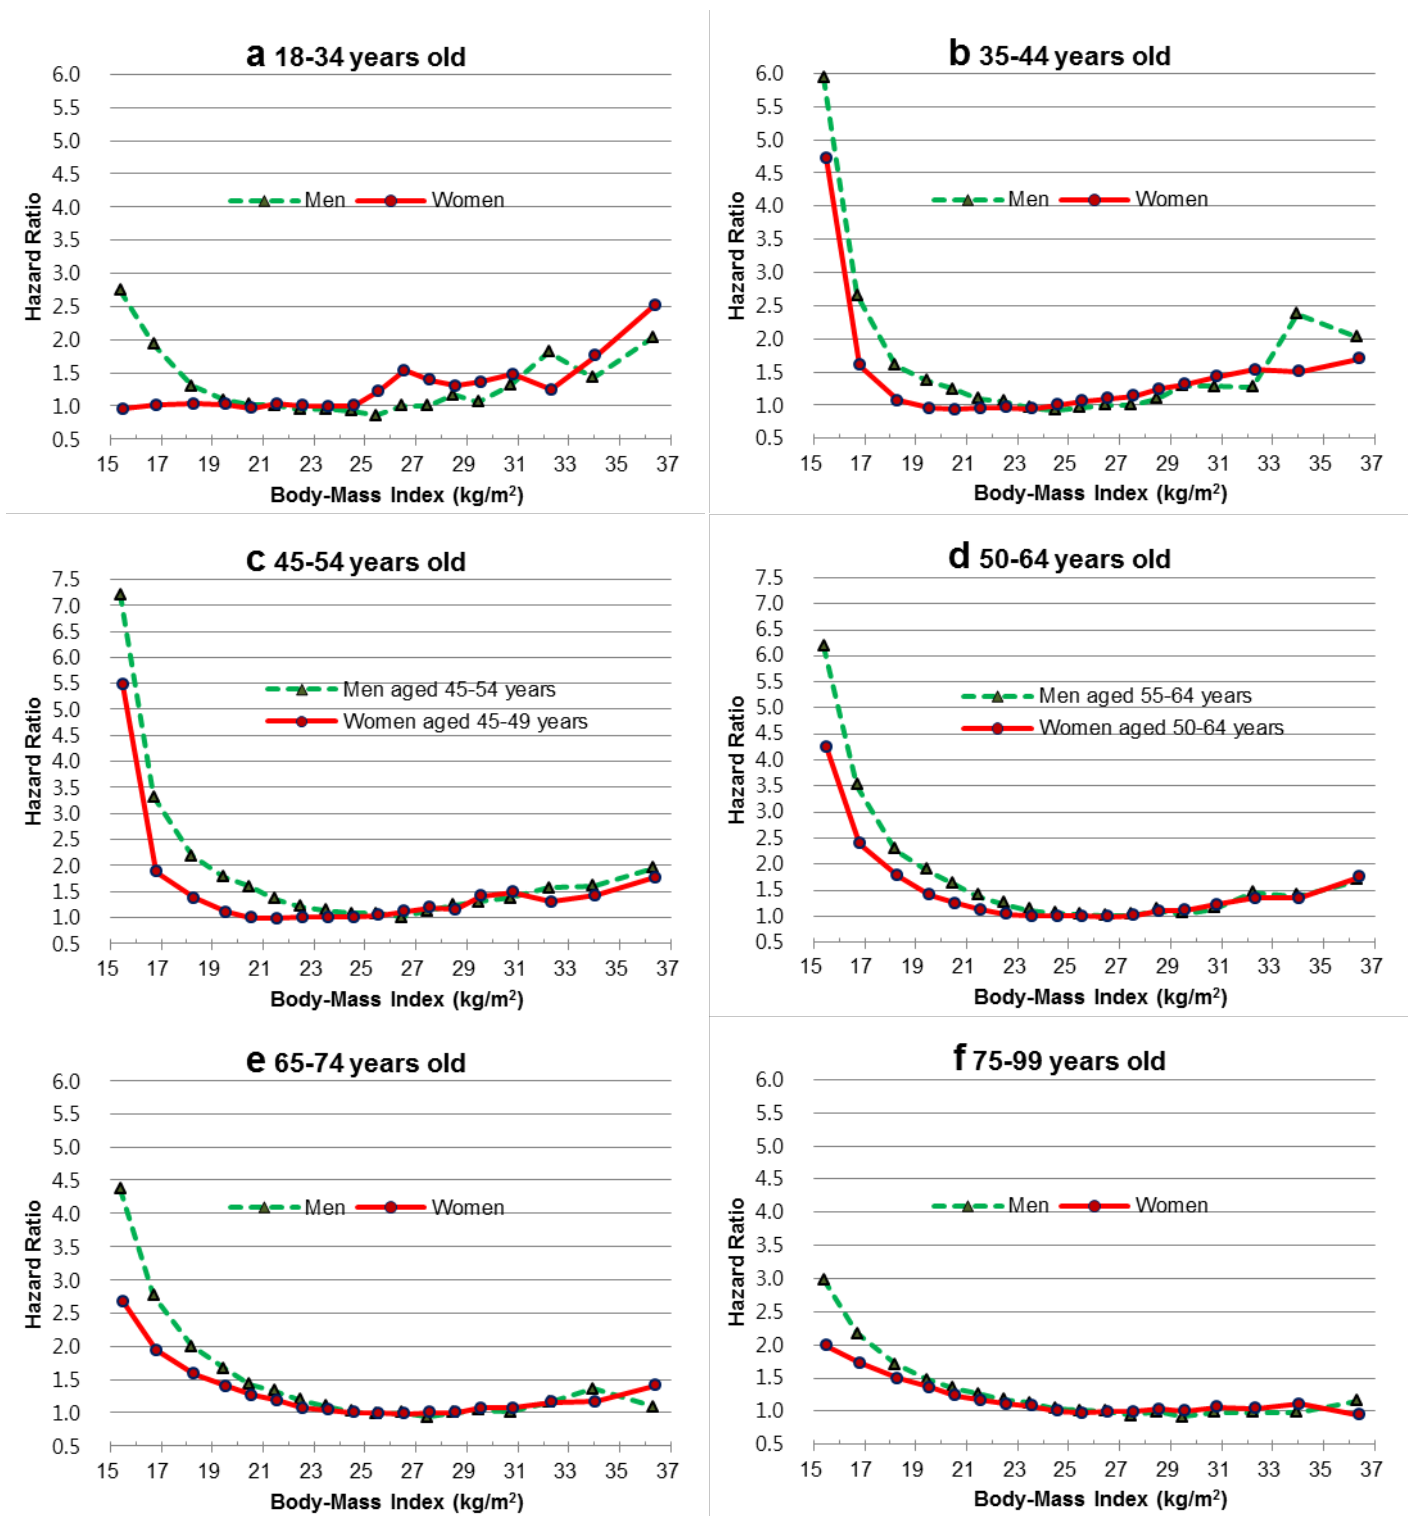 a 18-34 years old
6.0
5.5
5.0
4.5
4.0
3.5
3.0
2.5
2.0
1.5
1.0
0.5
Hazard Ratio
Men Women
15 17 19 21 23 25 27 29 31 33 35 37
Body-Mass Index (kg/m²)
b 35-44 years old
6.0
5.5
5.0
4.5
4.0
3.5
3.0
2.5
2.0
1.5
1.0
0.5
Hazard Ratio
Men Women
15 17 19 21 23 25 27 29 31 33 35 37
Body-Mass Index (kg/m²)
c 45-54 years old
7.5
7.0
6.5
6.0
5.5
5.0
4.5
4.0
3.5
3.0
2.5
2.0
1.5
1.0
0.5
Hazard Ratio
Men aged 45-54 years
Women aged 45-49 years
15 17 19 21 23 25 27 29 31 33 35 37
Body-Mass Index (kg/m²)
d 50-64 years old
7.5
7.0
6.5
6.0
5.5
5.0
4.5
4.0
3.5
3.0
2.5
2.0
1.5
1.0
0.5
Hazard Ratio
Men aged 55-64 years
Women aged 50-64 years
15 17 19 21 23 25 27 29 31 33 35 37
Body-Mass Index (kg/m²)
e 65-74 years old
6.0
5.5
5.0
4.5
4.0
3.5
3.0
2.5
2.0
1.5
1.0
0.5
Hazard Ratio
Men Women
15 17 19 21 23 25 27 29 31 33 35 37
Body-Mass Index (kg/m²)
f 75-99 years old
6.0
5.5
5.0
4.5
4.0
3.5
3.0
2.5
2.0
1.5
1.0
0.5
Hazard Ratio
Men Women
15 17 19 21 23 25 27 29 31 33 35 37
Body-Mass Index (kg/m²)